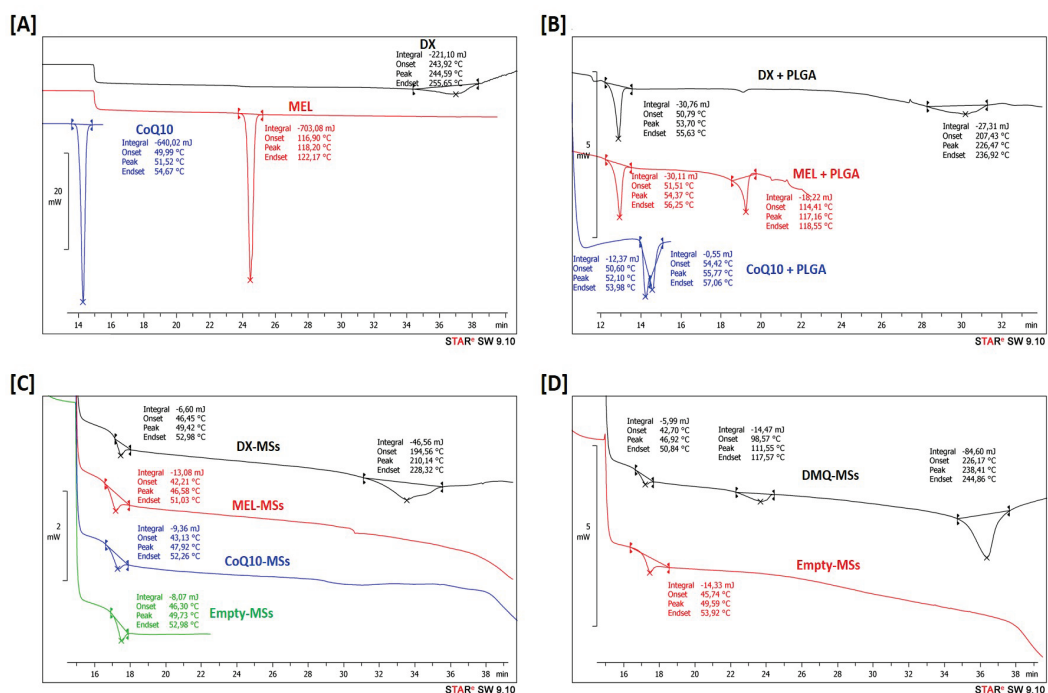 [A]
DX
Integral -221,10 mJ
Onset 243,92 °C
Peak 244,59 °C
Endset 255,65 °C
MEL
Integral -703,08 mJ
Onset 116,90 °C
Peak 118,20 °C
Endset 122,17 °C
CoQ10
Integral -640,02 mJ
Onset 49,99 °C
Peak 51,52 °C
Endset 54,67 °C
20
mW
14 16 18 20 22 24 26 28 30 32 34 36 38 min
STARe SW 9.10
[B]
DX + PLGA
Integral -30,76 mJ
Onset 50,79 °C
Peak 53,70 °C
Endset 55,63 °C
Integral -27,31 mJ
Onset 207,43 °C
Peak 226,47 °C
Endset 236,92 °C
5
mW
MEL + PLGA
Integral -30,11 mJ
Onset 51,51 °C
Peak 54,37 °C
Endset 56,25 °C
Integral -18,22 mJ
Onset 114,41 °C
Peak 117,16 °C
Endset 118,55 °C
Integral -12,37 mJ
Onset 50,60 °C
Peak 52,10 °C
Endset 53,98 °C
Integral -0,55 mJ
Onset 54,42 °C
Peak 55,77 °C
Endset 57,06 °C
CoQ10 + PLGA
12 14 16 18 20 22 24 26 28 30 32 min
STARe SW 9.10
[C]
Integral -6,60 mJ
Onset 46,45 °C
Peak 49,42 °C
Endset 52,98 °C
DX-MSs
Integral -46,56 mJ
Onset 194,56 °C
Peak 210,14 °C
Endset 228,32 °C
Integral -13,08 mJ
Onset 42,21 °C
Peak 46,58 °C
Endset 51,03 °C
MEL-MSs
2
mW
Integral -9,36 mJ
Onset 43,13 °C
Peak 47,92 °C
Endset 52,26 °C
CoQ10-MSs
Integral -8,07 mJ
Onset 46,30 °C
Peak 49,73 °C
Endset 52,98 °C
Empty-MSs
16 18 20 22 24 26 28 30 32 34 36 38 min
STARe SW 9.10
[D]
Integral -5,99 mJ
Onset 42,70 °C
Peak 46,92 °C
Endset 50,84 °C
Integral -14,47 mJ
Onset 98,57 °C
Peak 111,55 °C
Endset 117,57 °C
Integral -84,60 mJ
Onset 226,17 °C
Peak 238,41 °C
Endset 244,86 °C
DMQ-MSs
5
mW
Empty-MSs
Integral -14,33 mJ
Onset 45,74 °C
Peak 49,59 °C
Endset 53,92 °C
16 18 20 22 24 26 28 30 32 34 36 38 min
STARe SW 9.10